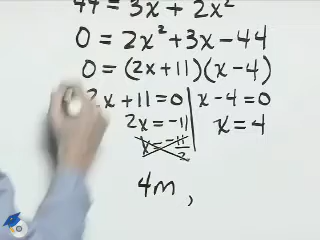 44 = 3x + 2x²
0 = 2x² + 3x - 44
0 = (2x + 11)(x - 4)
2x + 11 = 0 | x - 4 = 0
2x = -11 | x = 4
x = -11/2
4m,